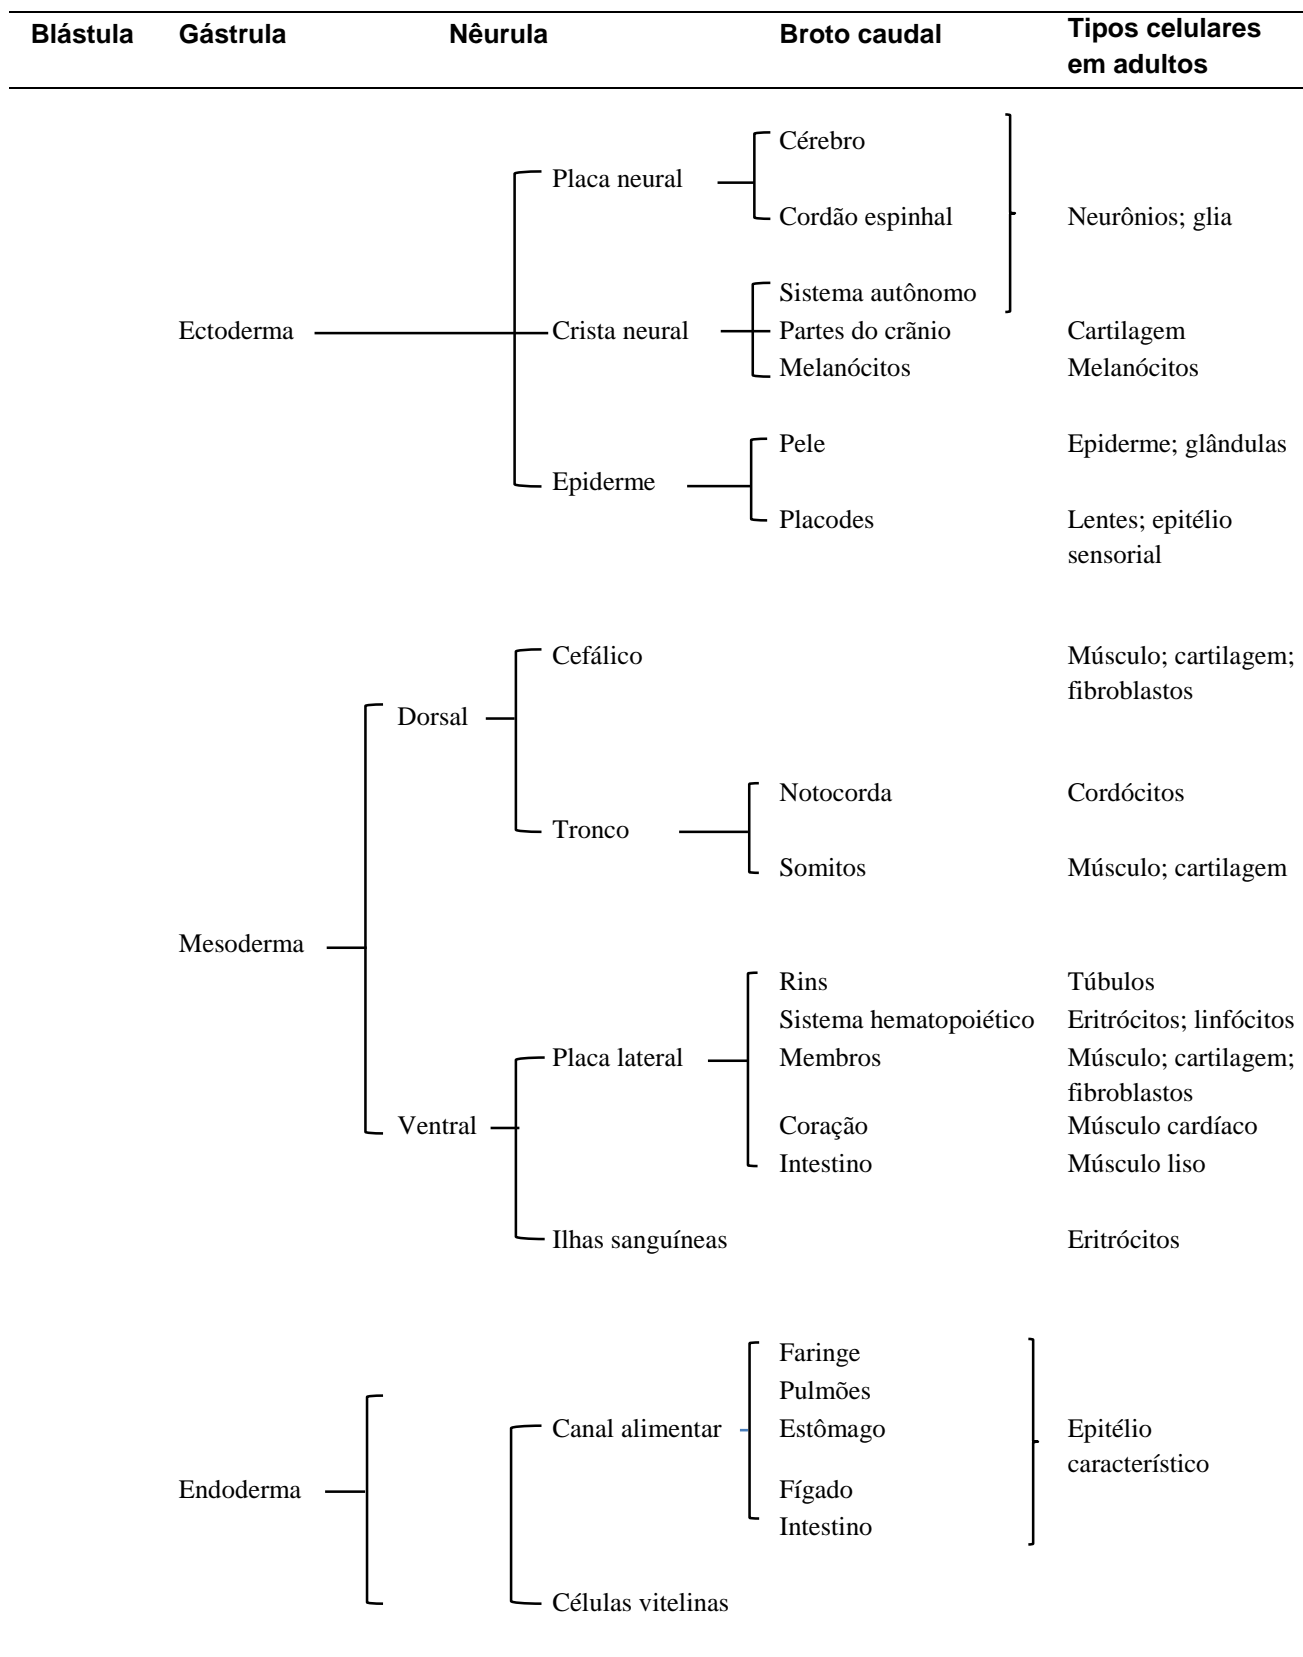 Blástula Gástrula Nêurula Broto caudal Tipos celulares
em adultos
Cérebro
Placa neural
Cordão espinhal Neurônios; glia
Sistema autônomo
Ectoderma Crista neural Partes do crãnio Cartilagem
Melanócitos Melanócitos
Pele Epiderme; glândulas
Epiderme
Placodes Lentes; epitélio
sensorial
Cefálico Músculo; cartilagem;
fibroblastos
Dorsal
Notocorda Cordócitos
Tronco
Somitos Músculo; cartilagem
Mesoderma
Rins Túbulos
Sistema hematopoiético Eritrócitos; linfócitos
Placa lateral Membros Músculo; cartilagem;
fibroblastos
Ventral Coração Músculo cardíaco
Intestino Músculo liso
Ilhas sanguíneas Eritrócitos
Faringe
Pulmões
Canal alimentar Estômago Epitélio
característico
Endoderma Fígado
Intestino
Células vitelinas